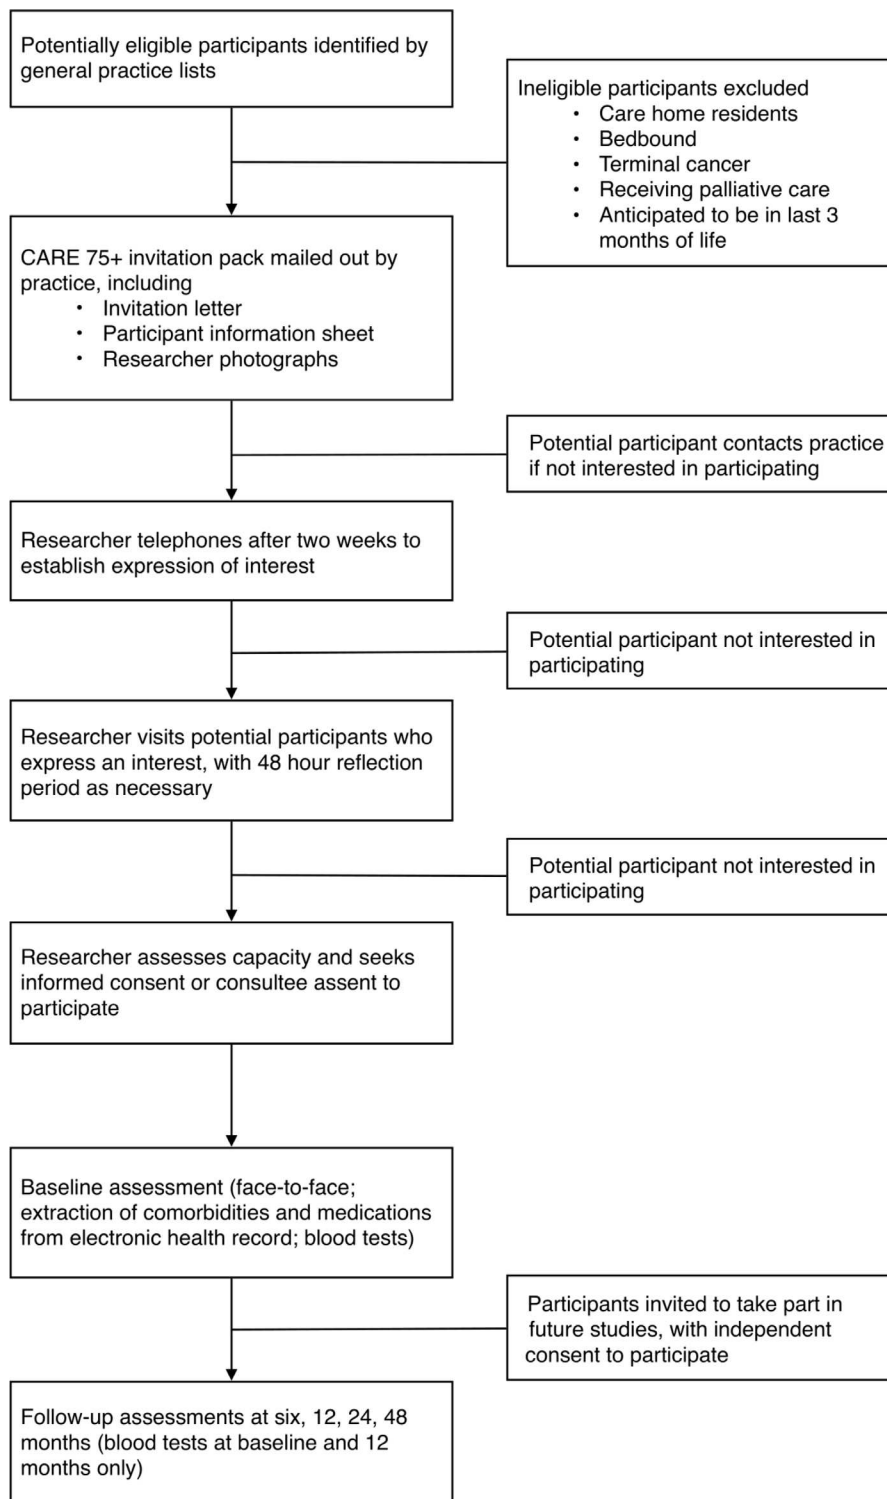 Potentially eligible participants identified by
general practice lists
Ineligible participants excluded
• Care home residents
• Bedbound
• Terminal cancer
• Receiving palliative care
• Anticipated to be in last 3
months of life
CARE 75+ invitation pack mailed out by
practice, including
• Invitation letter
• Participant information sheet
• Researcher photographs
Potential participant contacts practice
if not interested in participating
Researcher telephones after two weeks to
establish expression of interest
Potential participant not interested in
participating
Researcher visits potential participants who
express an interest, with 48 hour reflection
period as necessary
Potential participant not interested in
participating
Researcher assesses capacity and seeks
informed consent or consultee assent to
participate
Baseline assessment (face-to-face;
extraction of comorbidities and medications
from electronic health record; blood tests)
Participants invited to take part in
future studies, with independent
consent to participate
Follow-up assessments at six, 12, 24, 48
months (blood tests at baseline and 12
months only)